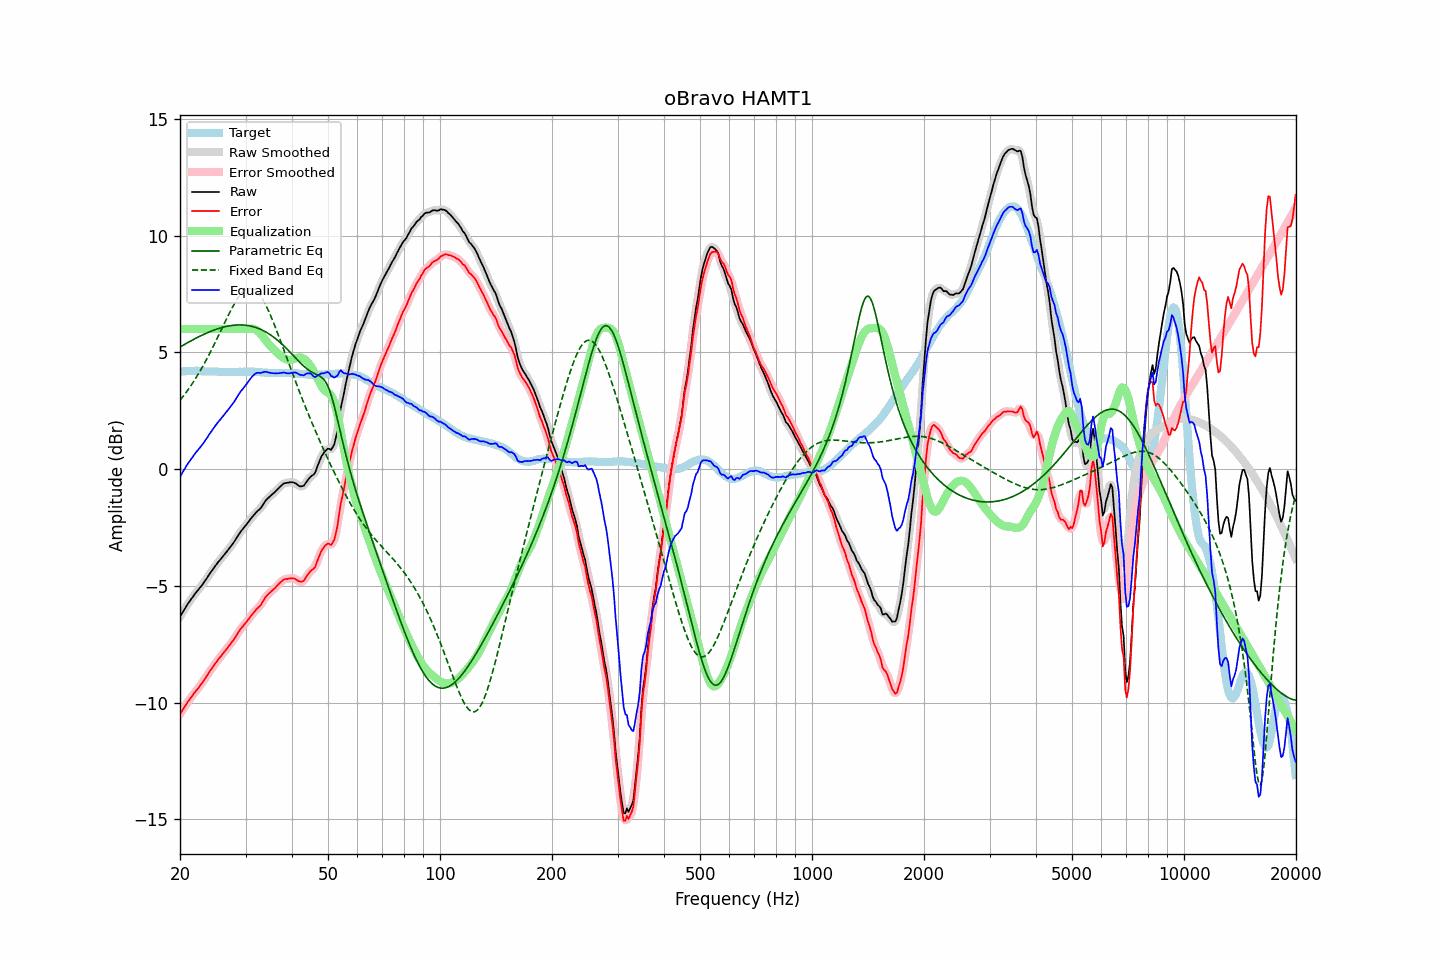 oBravo HAMT1
Amplitude (dBr)
15
10
5
0
−5
−10
−15
Target
Raw Smoothed
Error Smoothed
Raw
Error
Equalization
Parametric Eq
Fixed Band Eq
Equalized
20 50 100 200 500 1000 2000 5000 10000 20000
Frequency (Hz)